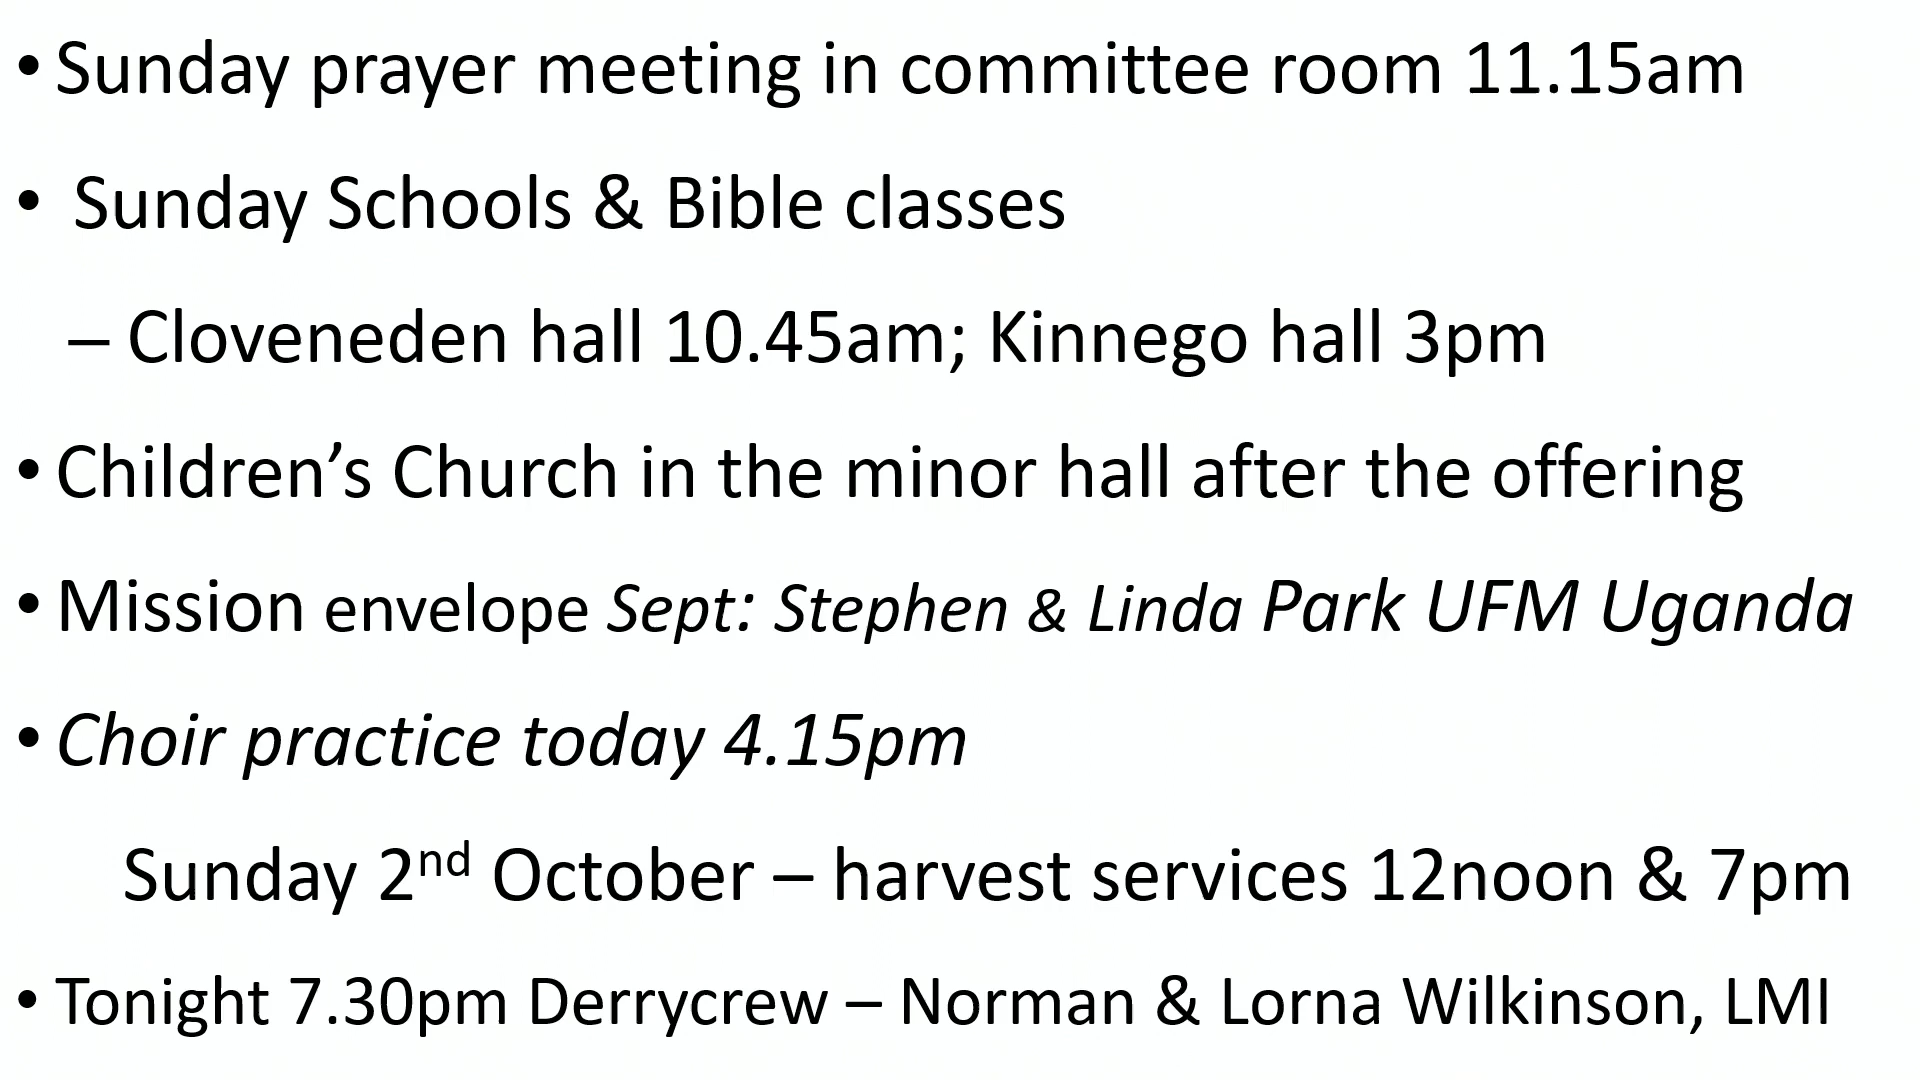 • Sunday prayer meeting in committee room 11.15am
• Sunday Schools & Bible classes
– Cloveneden hall 10.45am; Kinnego hall 3pm
• Children’s Church in the minor hall after the offering
• Mission envelope Sept: Stephen & Linda Park UFM Uganda
• Choir practice today 4.15pm
Sunday 2nd October – harvest services 12noon & 7pm
• Tonight 7.30pm Derrycrew – Norman & Lorna Wilkinson, LMI